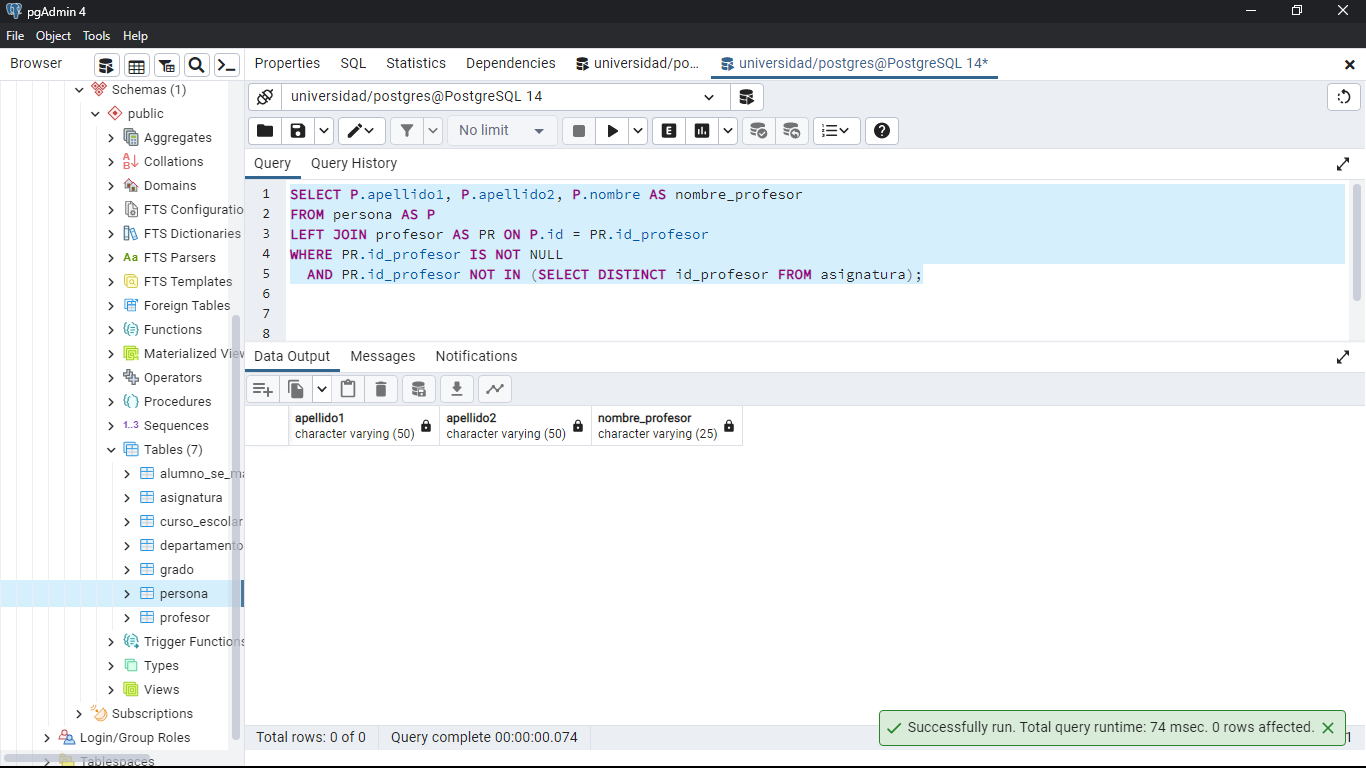 pgAdmin 4
File Object Tools Help
Browser
Properties SQL Statistics Dependencies universidad/po... universidad/postgres@PostgreSQL 14*
Schemas (1)
public
Aggregates
Collations
Domains
FTS Configuratio
FTS Dictionaries
FTS Parsers
FTS Templates
Foreign Tables
Functions
Materialized View
Operators
Procedures
1..3 Sequences
Tables (7)
alumno_se_ma
asignatura
curso_escolar
departamento
grado
persona
profesor
Trigger Functions
Types
Views
Subscriptions
Login/Group Roles
Tablespaces
universidad/postgres@PostgreSQL 14
No limit
Query Query History
1 SELECT P.apellido1, P.apellido2, P.nombre AS nombre_profesor
2 FROM persona AS P
3 LEFT JOIN profesor AS PR ON P.id = PR.id_profesor
4 WHERE PR.id_profesor IS NOT NULL
5 AND PR.id_profesor NOT IN (SELECT DISTINCT id_profesor FROM asignatura);
6
7
8
Data Output Messages Notifications
apellido1 apellido2 nombre_profesor
character varying (50) character varying (50) character varying (25)
Successfully run. Total query runtime: 74 msec. 0 rows affected.
Total rows: 0 of 0 Query complete 00:00:00.074